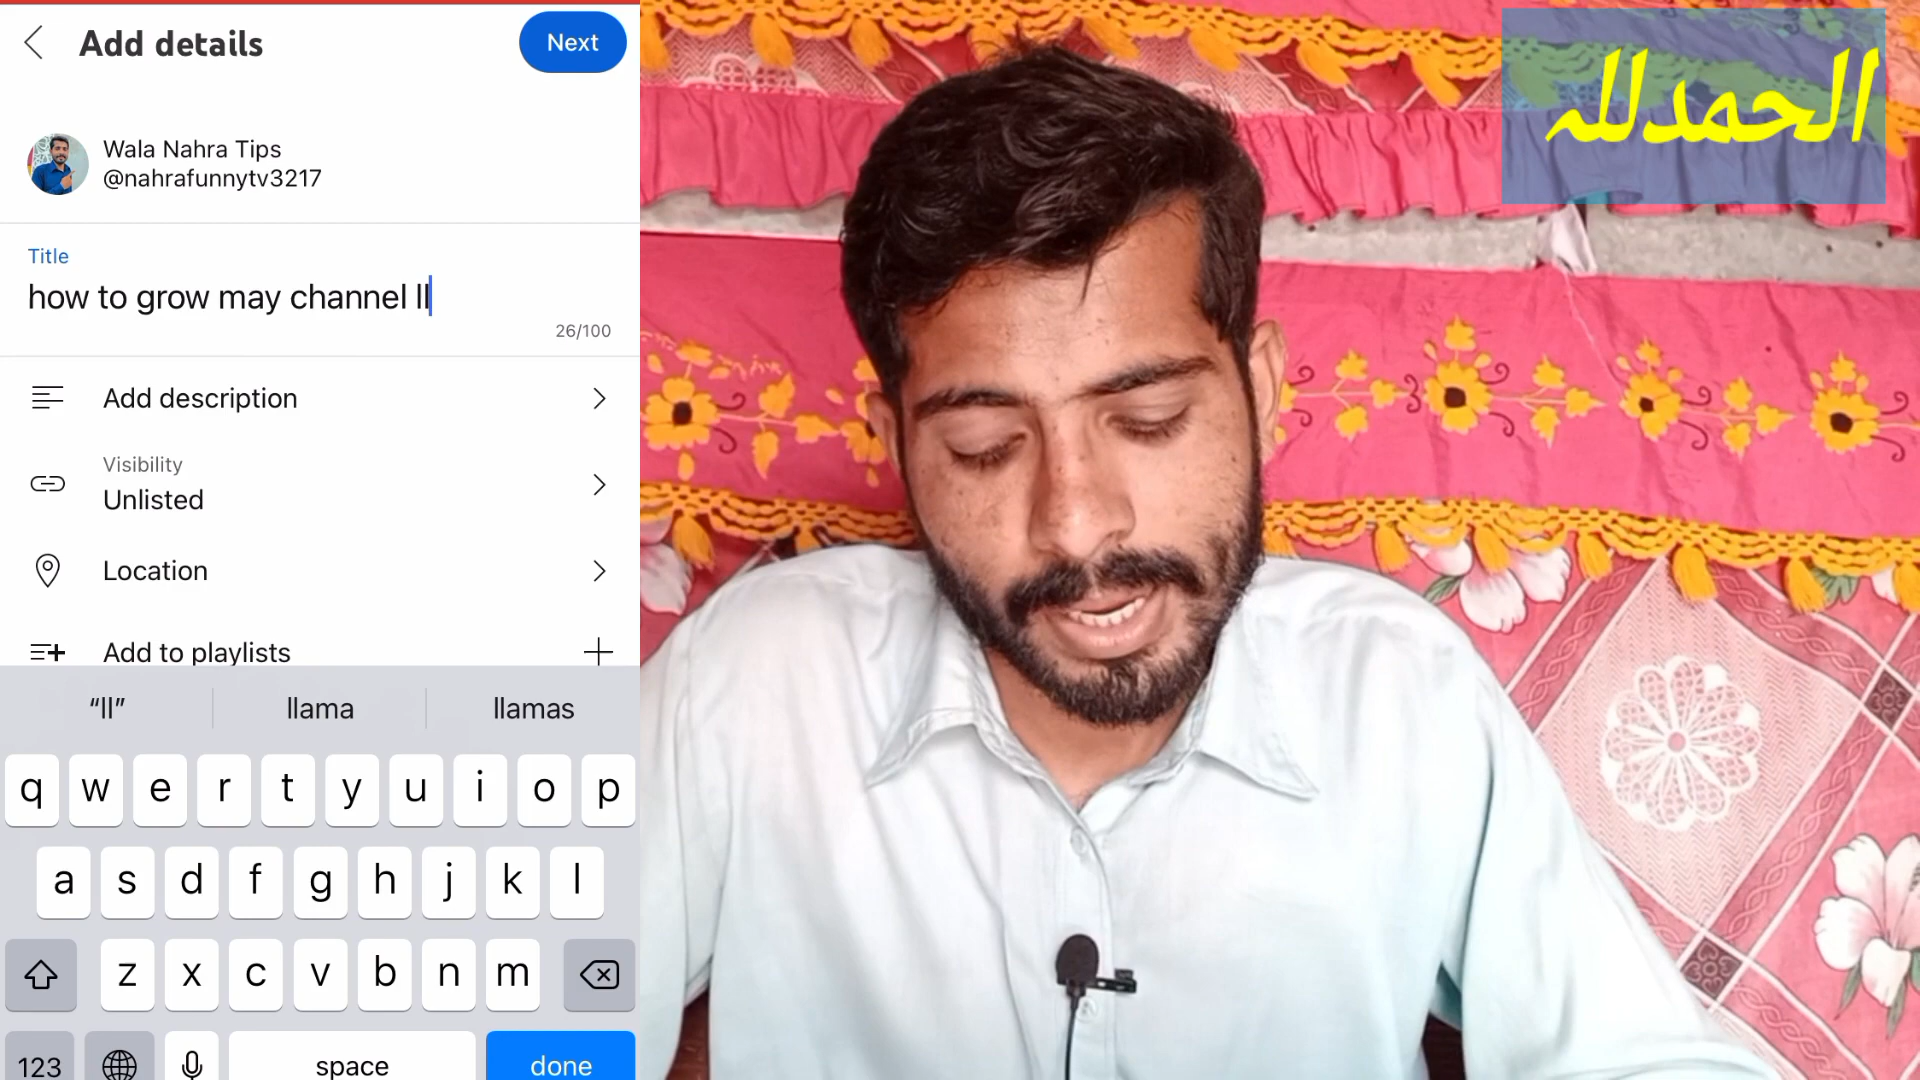 Add details
Next
Wala Nahra Tips
@nahrafunnytv3217
Title
how to grow may channel ll
26/100
Add description
Visibility
Unlisted
Location
Add to playlists
“ll” llama llamas
q w e r t y u i o p
a s d f g h j k l
z x c v b n m
123 space done
الحمدللہ